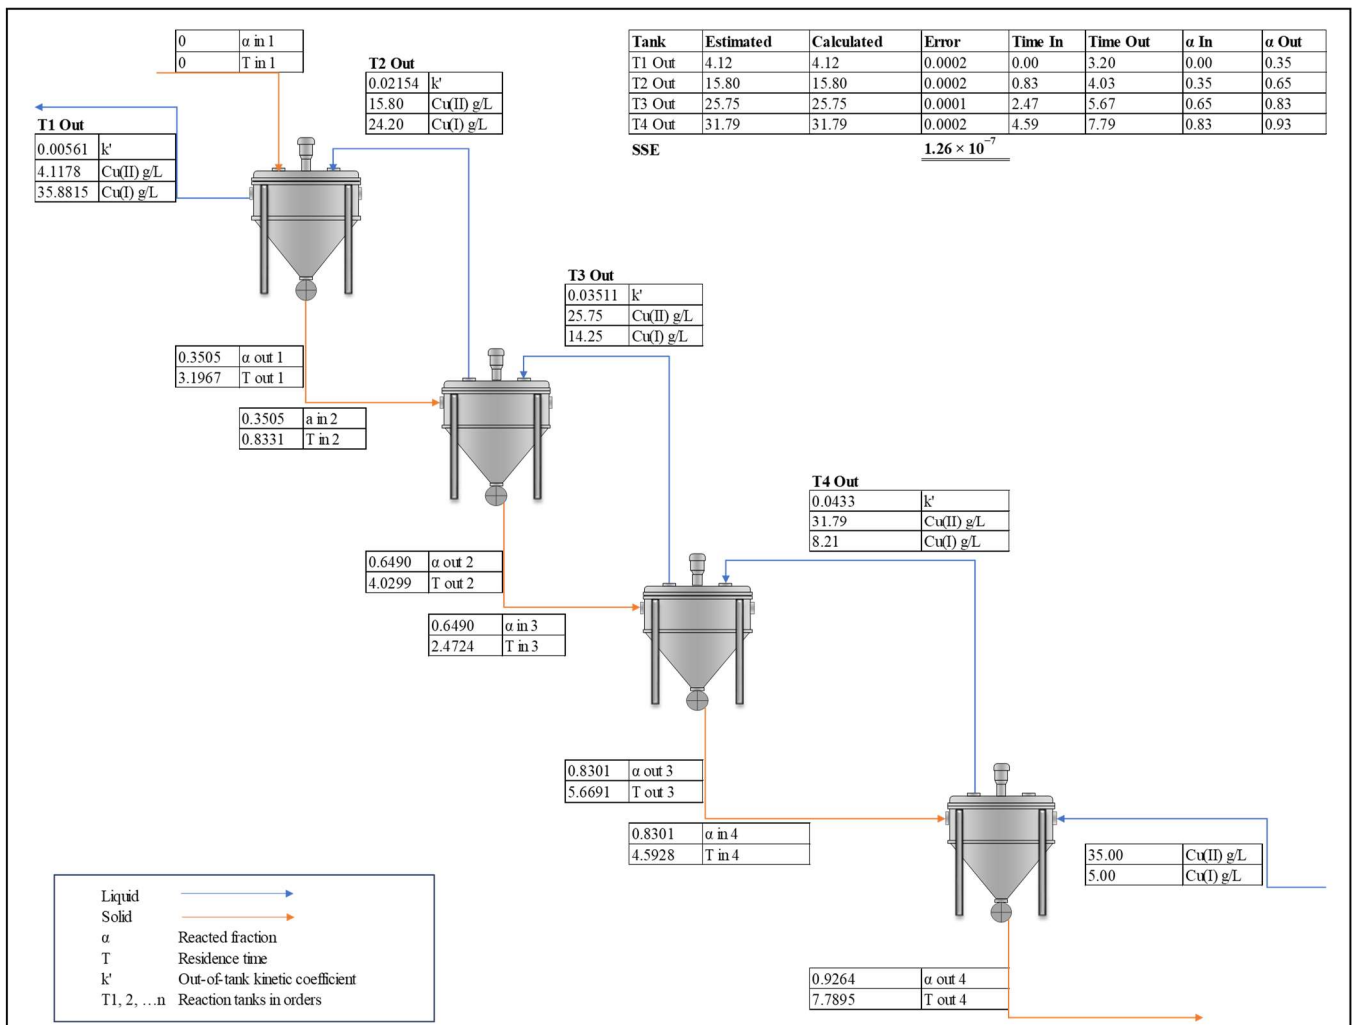 0 α in 1
0 T in 1
Tank Estimated Calculated Error Time In Time Out α In α Out
T1 Out 4.12 4.12 0.0002 0.00 3.20 0.00 0.35
T2 Out 15.80 15.80 0.0002 0.83 4.03 0.35 0.65
T3 Out 25.75 25.75 0.0001 2.47 5.67 0.65 0.83
T4 Out 31.79 31.79 0.0002 4.59 7.79 0.83 0.93
SSE 1.26 × 10⁻⁷
T2 Out
0.02154 k'
15.80 Cu(II) g/L
24.20 Cu(I) g/L
T1 Out
0.00561 k'
4.1178 Cu(II) g/L
35.8815 Cu(I) g/L
T3 Out
0.03511 k'
25.75 Cu(II) g/L
14.25 Cu(I) g/L
0.3505 α out 1
3.1967 T out 1
0.3505 a in 2
0.8331 T in 2
T4 Out
0.0433 k'
31.79 Cu(II) g/L
8.21 Cu(I) g/L
0.6490 α out 2
4.0299 T out 2
0.6490 α in 3
2.4724 T in 3
0.8301 α out 3
5.6691 T out 3
0.8301 α in 4
4.5928 T in 4
35.00 Cu(II) g/L
5.00 Cu(I) g/L
Liquid
Solid
α Reacted fraction
T Residence time
k' Out-of-tank kinetic coefficient
T1, 2, …n Reaction tanks in orders
0.9264 α out 4
7.7895 T out 4